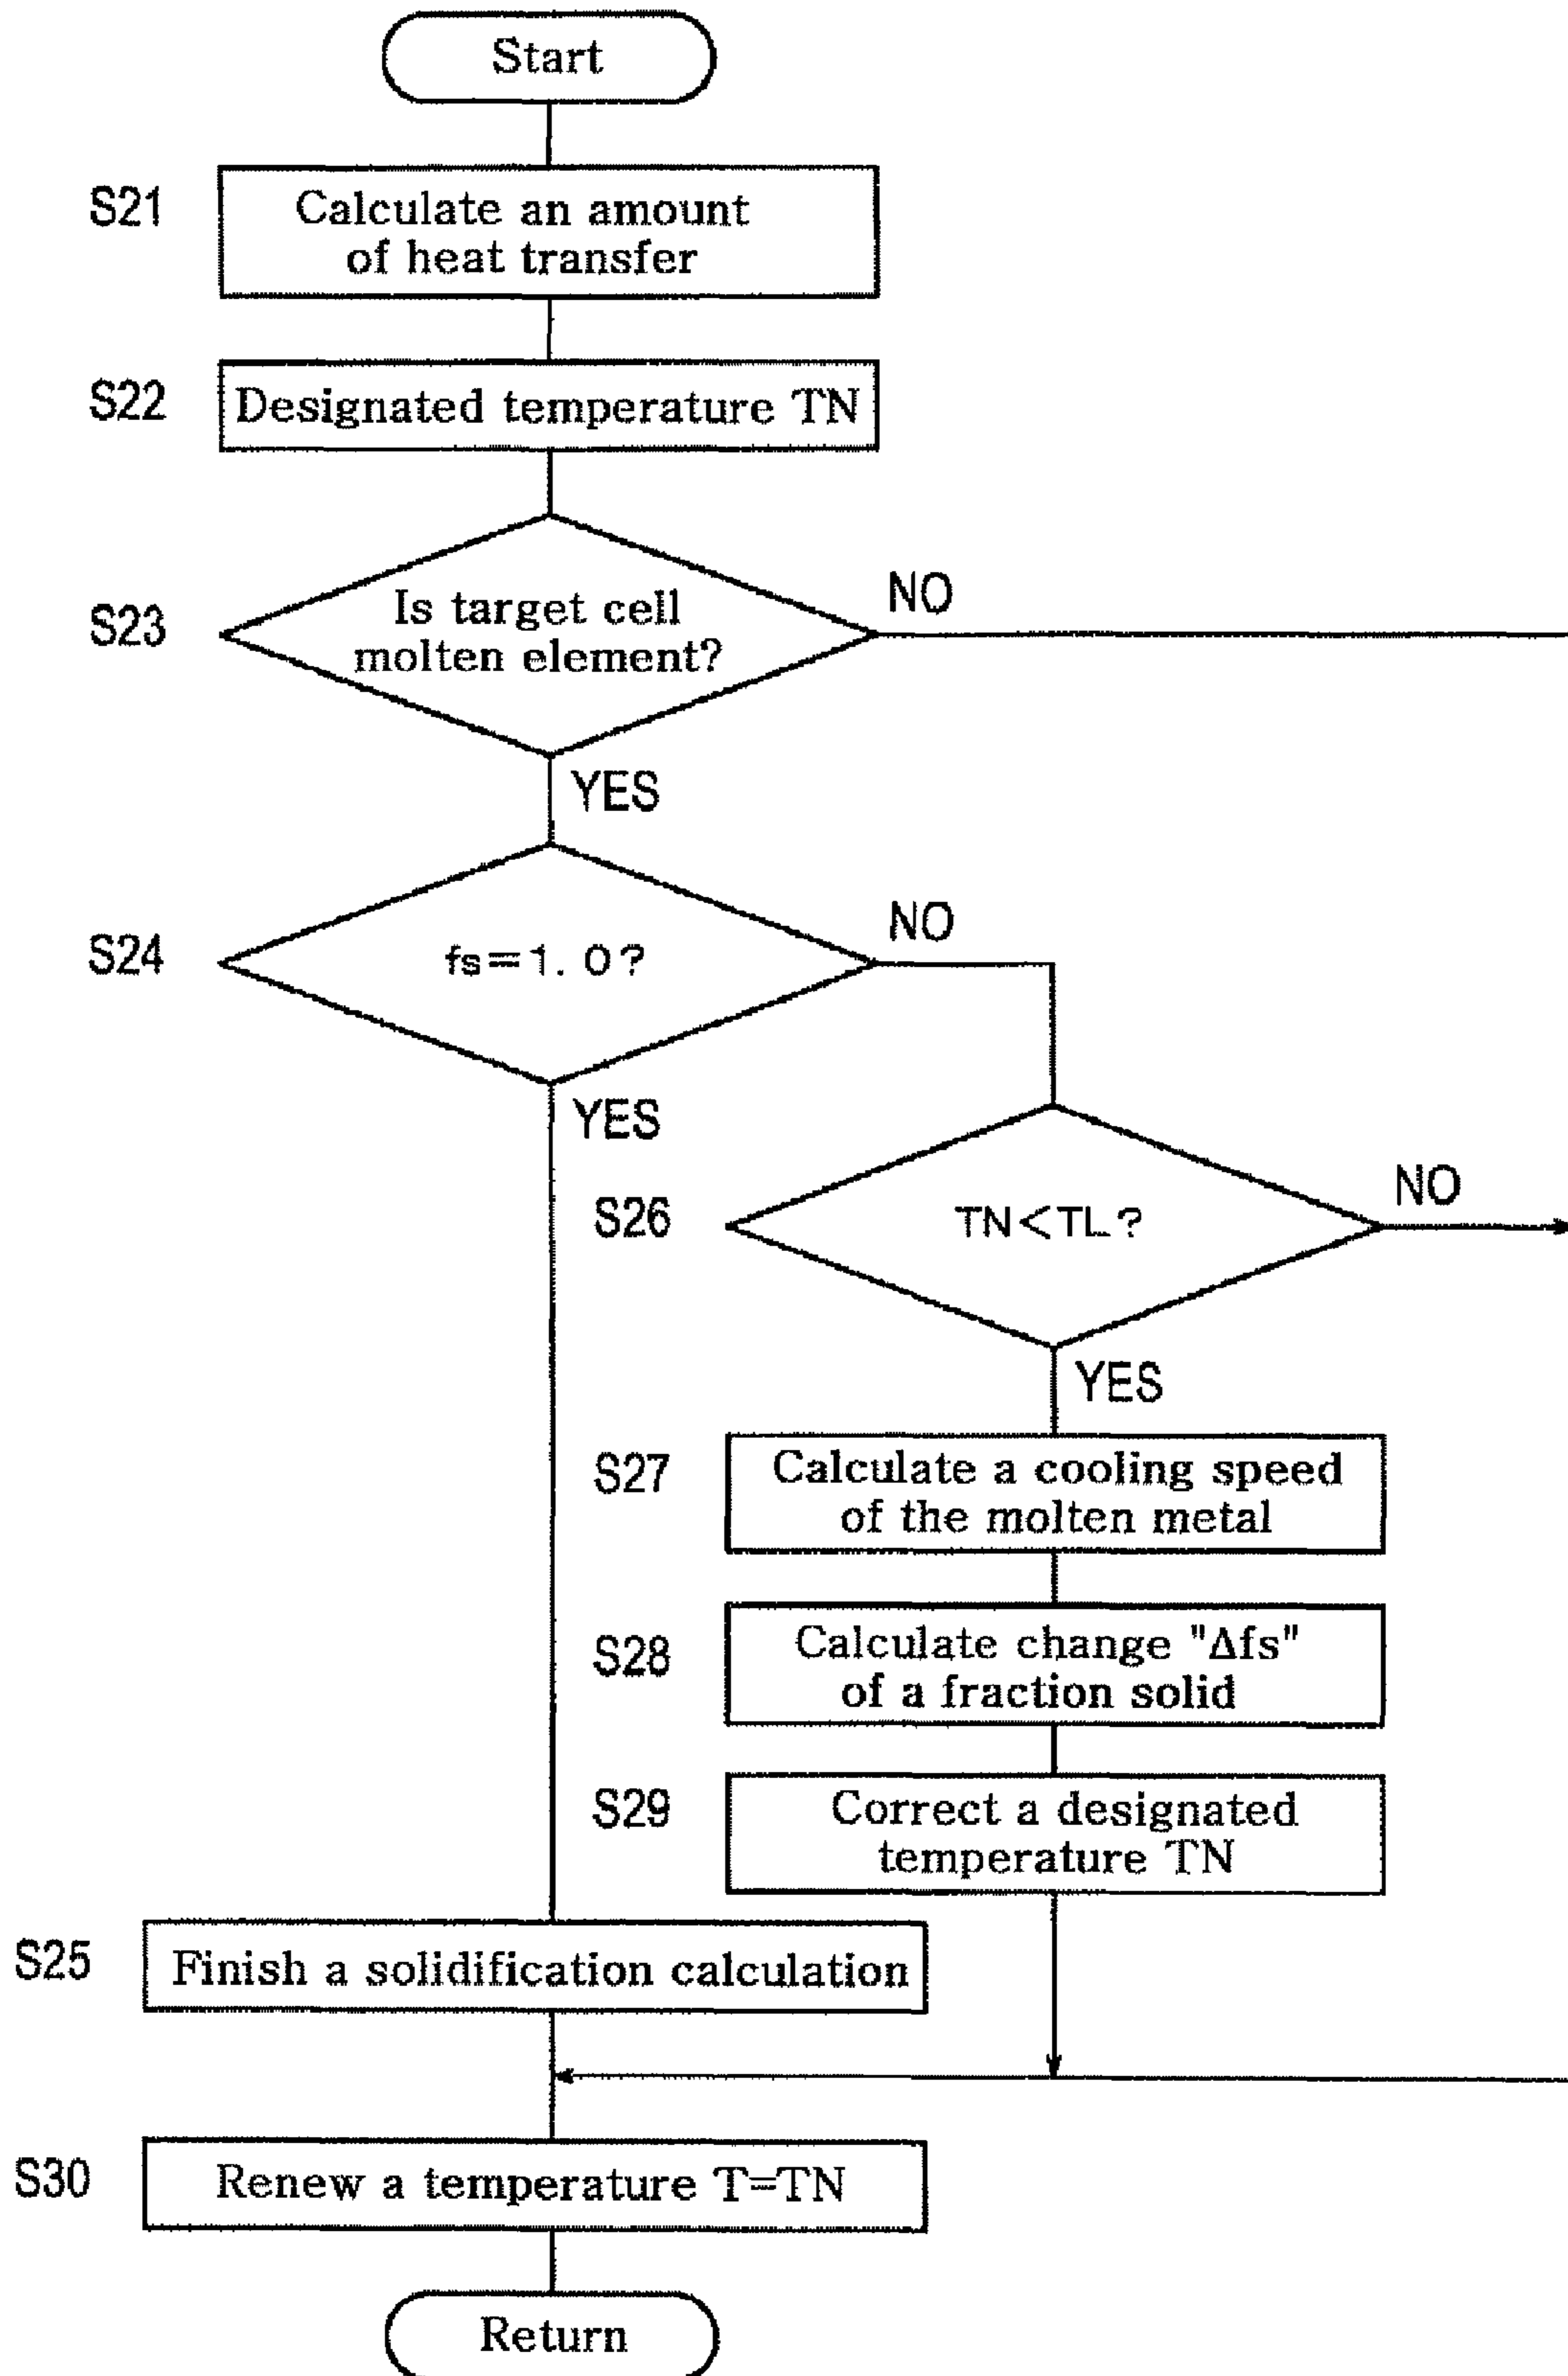 Start
S21
Calculate an amount
of heat transfer
S22
Designated temperature TN
S23
Is target cell
molten element?
NO
YES
S24
fs=1.0?
NO
YES
S26
TN<TL?
NO
YES
S27
Calculate a cooling speed
of the molten metal
S28
Calculate change "Δfs"
of a fraction solid
S29
Correct a designated
temperature TN
S25
Finish a solidification calculation
S30
Renew a temperature T=TN
Return